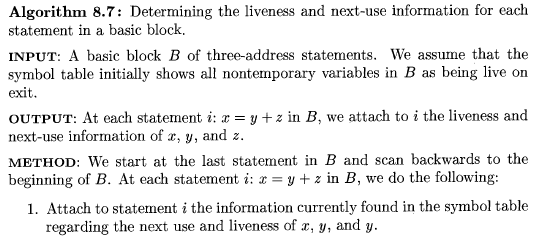 Algorithm 8.7: Determining the liveness and next-use information for each
statement in a basic block.
INPUT: A basic block B of three-address statements. We assume that the
symbol table initially shows all nontemporary variables in B as being live on
exit.
OUTPUT: At each statement i: x = y + z in B, we attach to i the liveness and
next-use information of x, y, and z.
METHOD: We start at the last statement in B and scan backwards to the
beginning of B. At each statement i: x = y + z in B, we do the following:
1. Attach to statement i the information currently found in the symbol table
regarding the next use and liveness of x, y, and y.